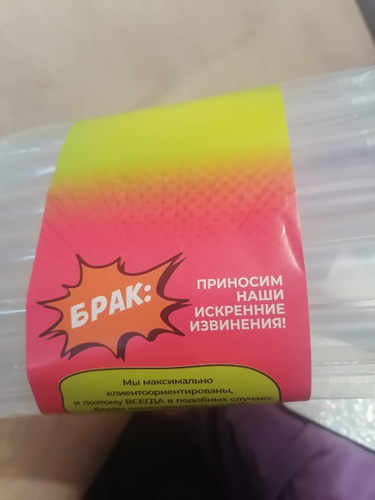 БРАК:
ПРИНОСИМ
НАШИ
ИСКРЕННИЕ
ИЗВИНЕНИЯ!
Мы максимально
клиентоориентированы,
и поэтому ВСЕГДА в подобных случаях